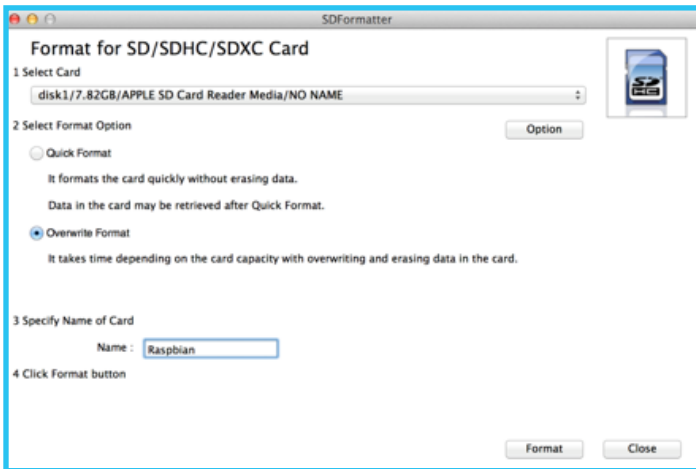 SDFormatter
Format for SD/SDHC/SDXC Card
1 Select Card
disk1/7.82GB/APPLE SD Card Reader Media/NO NAME
2 Select Format Option
Option
Quick Format
It formats the card quickly without erasing data.
Data in the card may be retrieved after Quick Format.
Overwrite Format
It takes time depending on the card capacity with overwriting and erasing data in the card.
3 Specify Name of Card
Name : Raspbian
4 Click Format button
Format Close
SD
HC